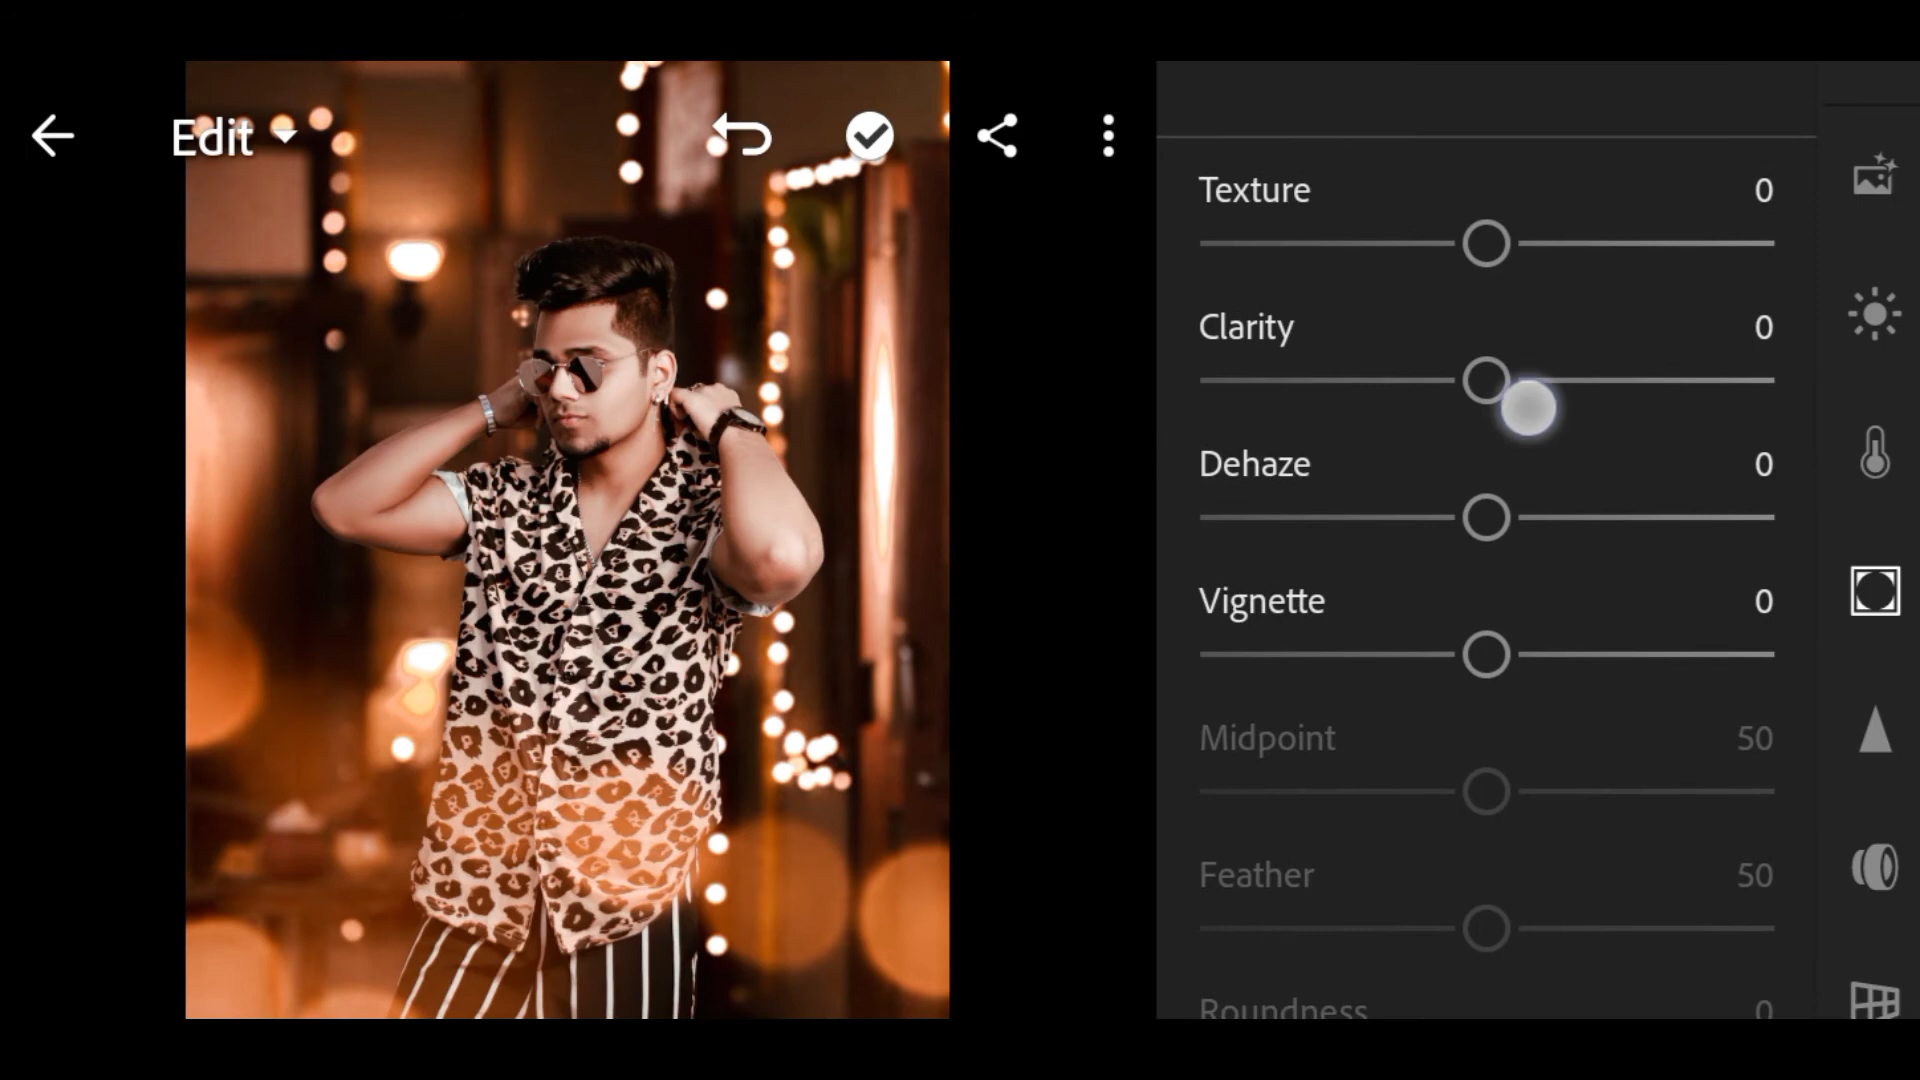 Edit
Texture 0
Clarity 0
Dehaze 0
Vignette 0
Midpoint 50
Feather 50
Roundness 0